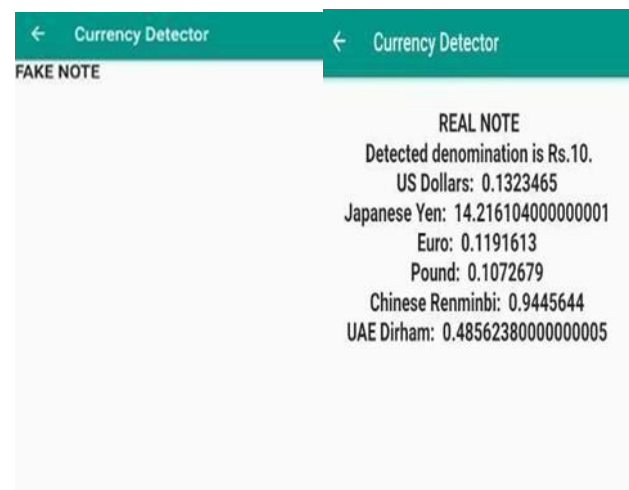 ← Currency Detector
FAKE NOTE
← Currency Detector
REAL NOTE
Detected denomination is Rs.10.
US Dollars: 0.1323465
Japanese Yen: 14.216104000000001
Euro: 0.1191613
Pound: 0.1072679
Chinese Renminbi: 0.9445644
UAE Dirham: 0.48562380000000005